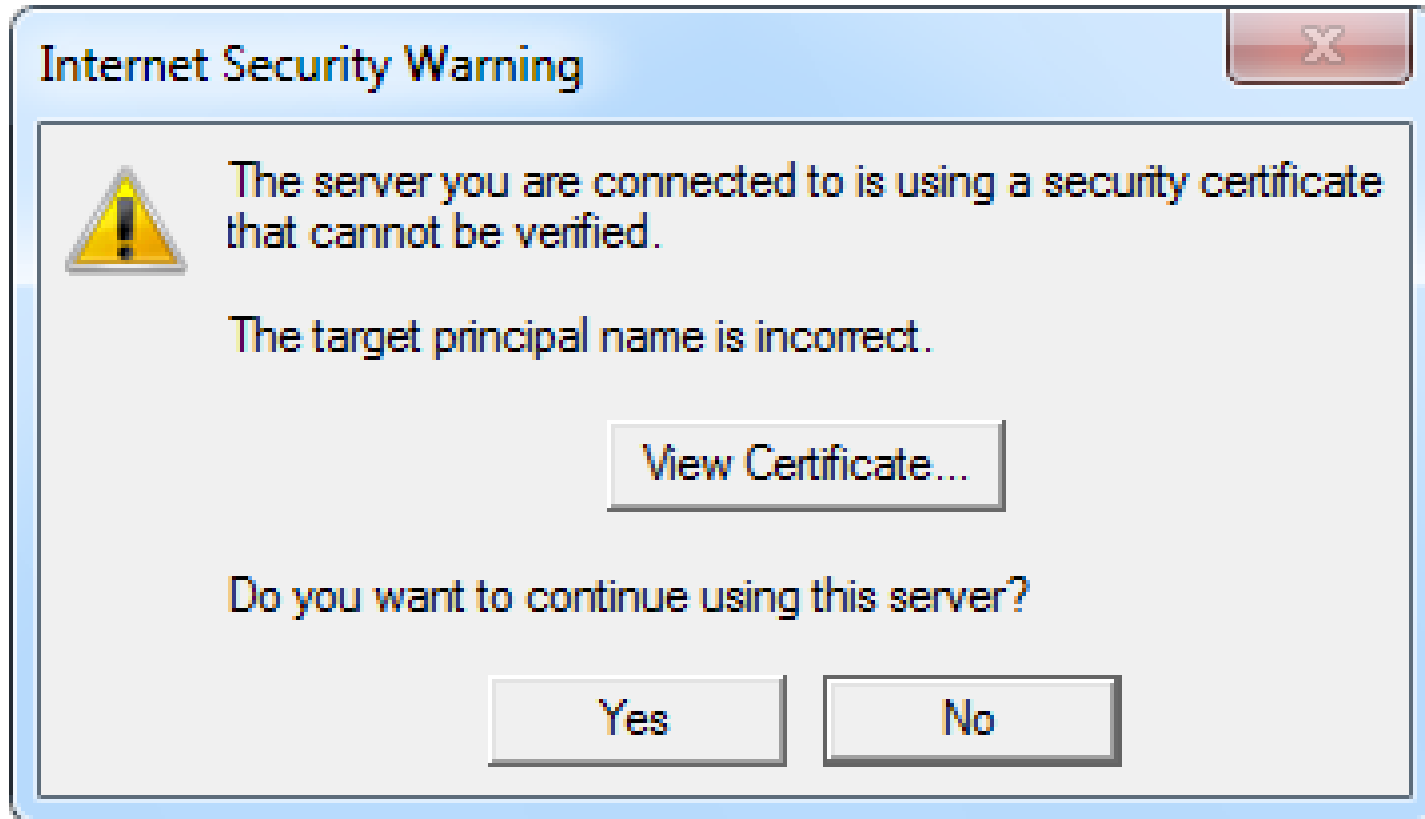 Internet Security Warning
The server you are connected to is using a security certificate
that cannot be verified.
The target principal name is incorrect.
View Certificate...
Do you want to continue using this server?
Yes No